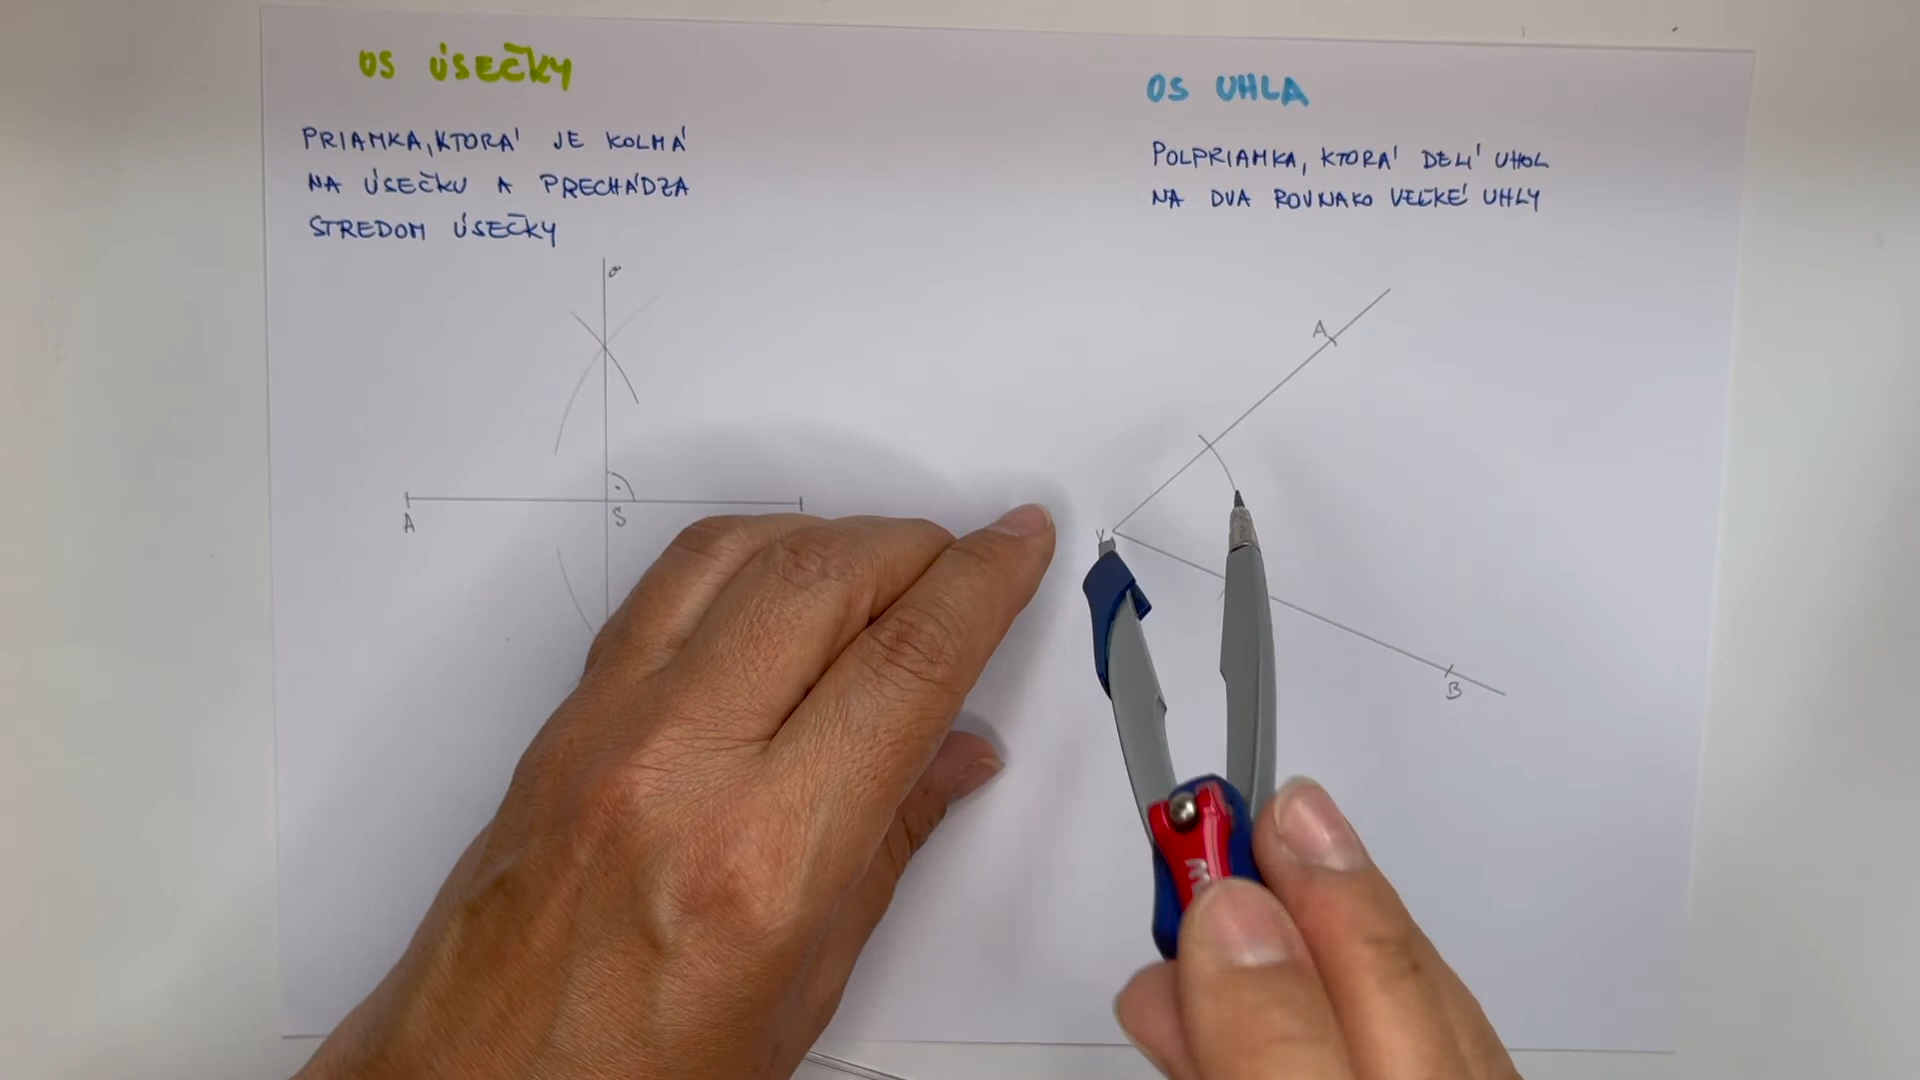 OS ÚSEČKY
PRIAMKA, KTORÁ JE KOLMÁ
NA ÚSEČKU A PRECHÁDZA
STREDOM ÚSEČKY
o
A
S
OS UHLA
POLPRIAMKA, KTORÁ DELÍ UHOL
NA DVA ROVNAKO VEĽKÉ UHLY
A
V
B